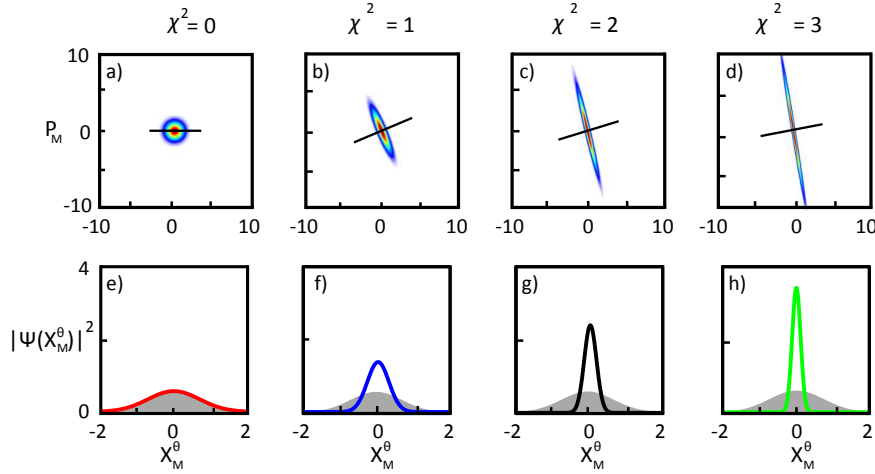 χ² = 0
χ² = 1
χ² = 2
χ² = 3
a)
b)
c)
d)
10
0
-10
P_M
-10 0 10
-10 0 10
-10 0 10
-10 0 10
e)
f)
g)
h)
4
2
0
|Ψ(X_M^θ)|
-2 0 2
-2 0 2
-2 0 2
-2 0 2
X_M^θ
X_M^θ
X_M^θ
X_M^θ